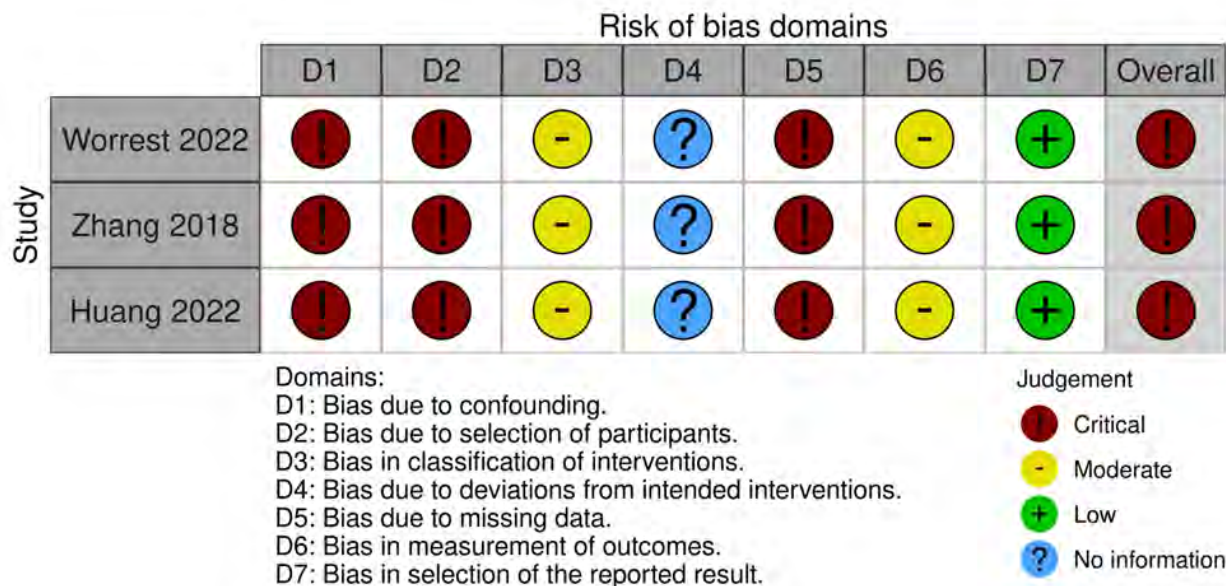 Risk of bias domains
D1 D2 D3 D4 D5 D6 D7 Overall
Study
Worrest 2022 ! ! - ? ! - + !
Zhang 2018 ! ! - ? ! - + !
Huang 2022 ! ! - ? ! - + !
Domains:
D1: Bias due to confounding.
D2: Bias due to selection of participants.
D3: Bias in classification of interventions.
D4: Bias due to deviations from intended interventions.
D5: Bias due to missing data.
D6: Bias in measurement of outcomes.
D7: Bias in selection of the reported result.
Judgement
! Critical
- Moderate
+ Low
? No information